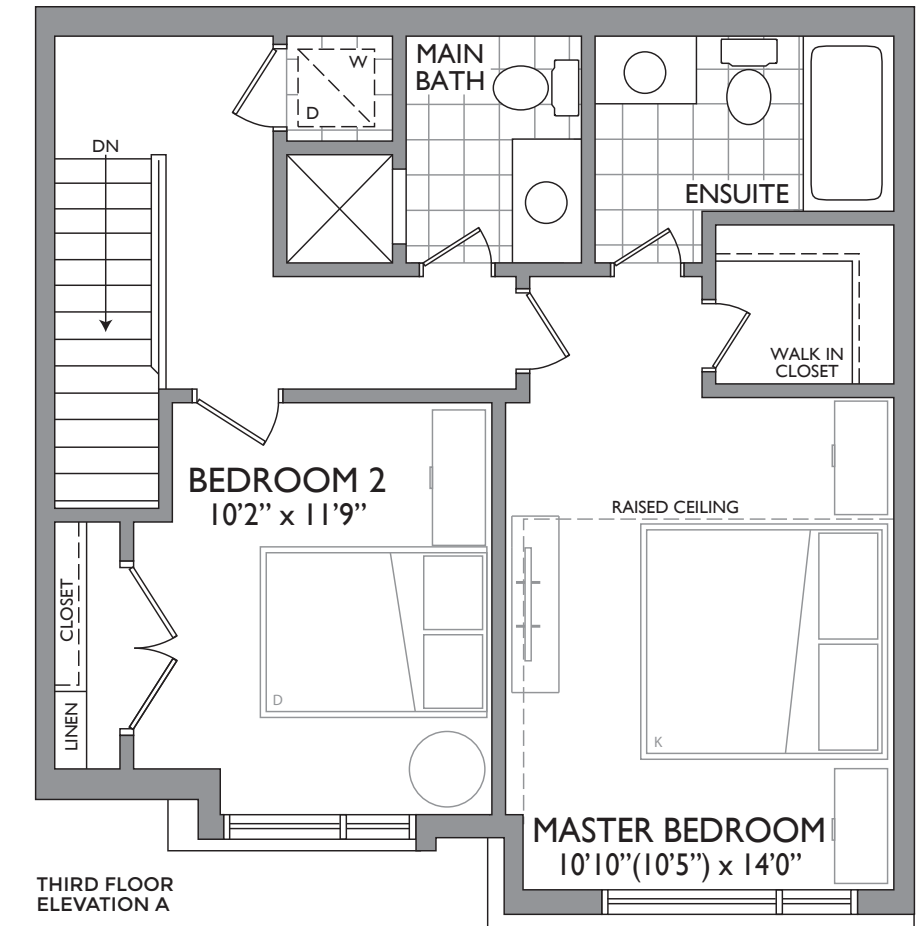 MAIN
BATH
W
D
DN
ENSUITE
WALK IN
CLOSET
BEDROOM 2
10’2” x 11’9”
RAISED CEILING
CLOSET
LINEN
D
K
MASTER BEDROOM
10’10”(10’5”) x 14’0”
THIRD FLOOR
ELEVATION A